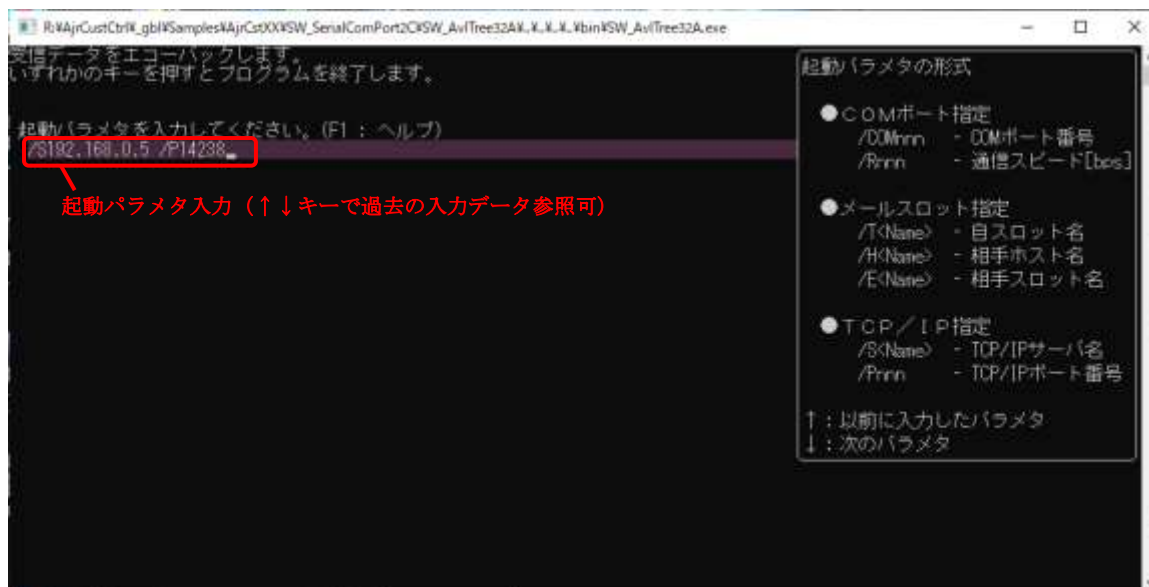 R:¥AjrCustCtrl¥_gbl¥Samples¥AjrCstXX¥SW_SerialComPort2C¥SW_AvlTree32A¥..¥..¥..¥..¥bin¥SW_AvlTree32A.exe
受信データをエコーバックします。
いずれかのキーを押すとプログラムを終了します。
起動パラメタを入力してください。(F1 : ヘルプ)
/S192.168.0.5 /P14238_
起動パラメタ入力(↑↓キーで過去の入力データ参照可)
起動パラメタの形式
●COMポート指定
/COMnnn - COMポート番号
/Rnnn - 通信スピード[bps]
●メールスロット指定
/T<Name> - 自スロット名
/H<Name> - 相手ホスト名
/E<Name> - 相手スロット名
●TCP/IP指定
/S<Name> - TCP/IPサーバ名
/Pnnn - TCP/IPポート番号
↑:以前に入力したパラメタ
↓:次のパラメタ